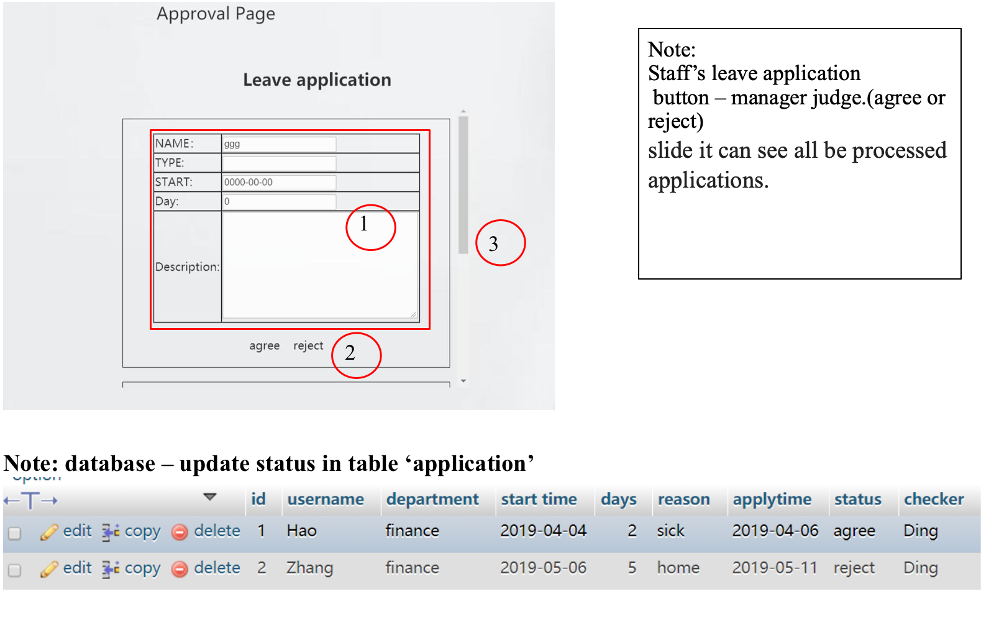 Approval Page
Leave application
NAME: ggg
TYPE:
START: 0000-00-00
Day: 0
1
Description:
agree reject
2
3
Note:
Staff’s leave application
button – manager judge.(agree or
reject)
slide it can see all be processed
applications.
Note: database – update status in table ‘application’
option
←T→ id username department start time days reason applytime status checker
edit copy delete 1 Hao finance 2019-04-04 2 sick 2019-04-06 agree Ding
edit copy delete 2 Zhang finance 2019-05-06 5 home 2019-05-11 reject Ding